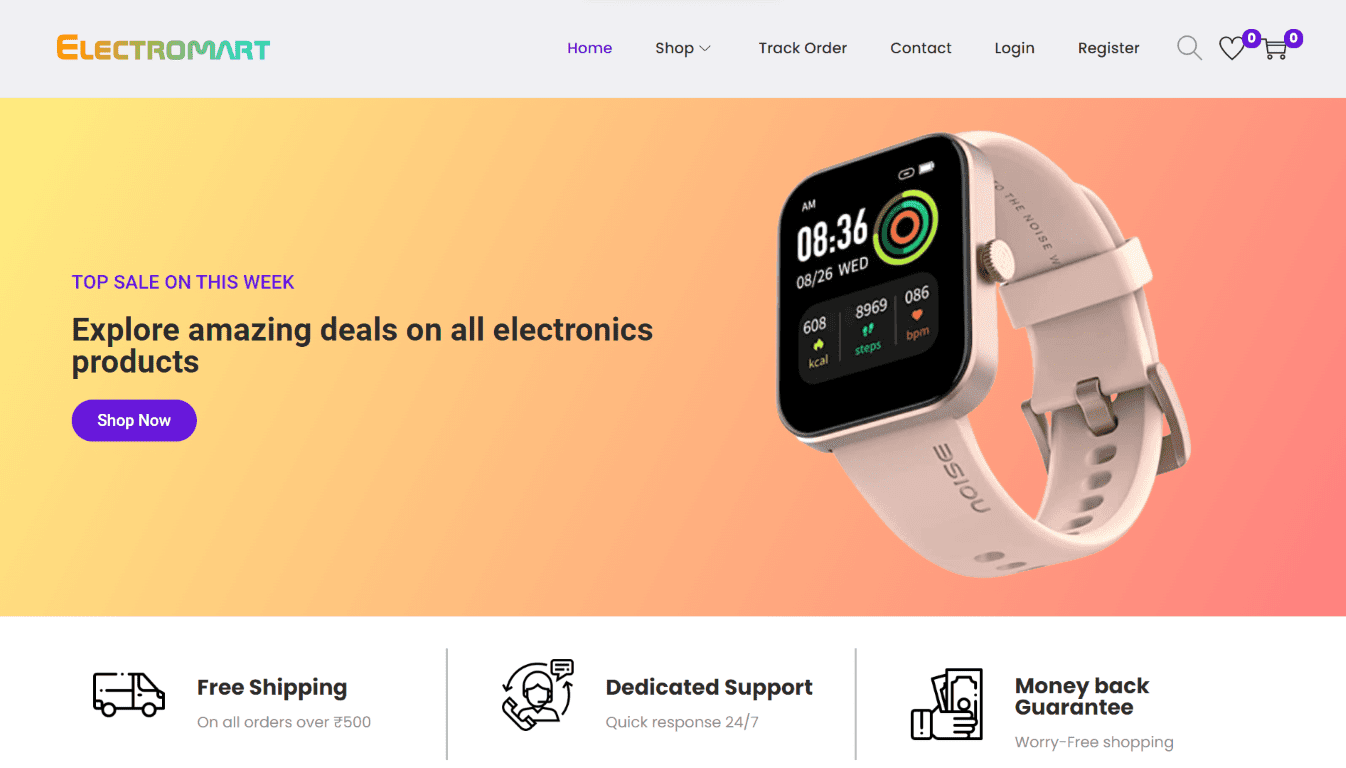 ELECTROMART
Home
Shop
Track Order
Contact
Login
Register
0
0
TOP SALE ON THIS WEEK
Explore amazing deals on all electronics
products
Shop Now
AM
08:36
08/26 WED
608
kcal
8969
steps
086
bpm
TO THE NOISE
noise
Free Shipping
On all orders over ₹500
Dedicated Support
Quick response 24/7
Money back
Guarantee
Worry-Free shopping